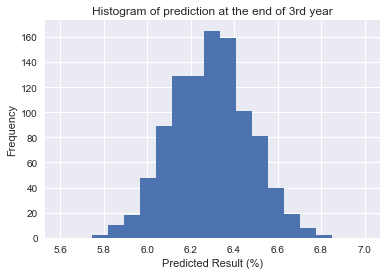 Histogram of prediction at the end of 3rd year
160
140
120
100
80
60
40
20
0
Frequency
5.6 5.8 6.0 6.2 6.4 6.6 6.8 7.0
Predicted Result (%)